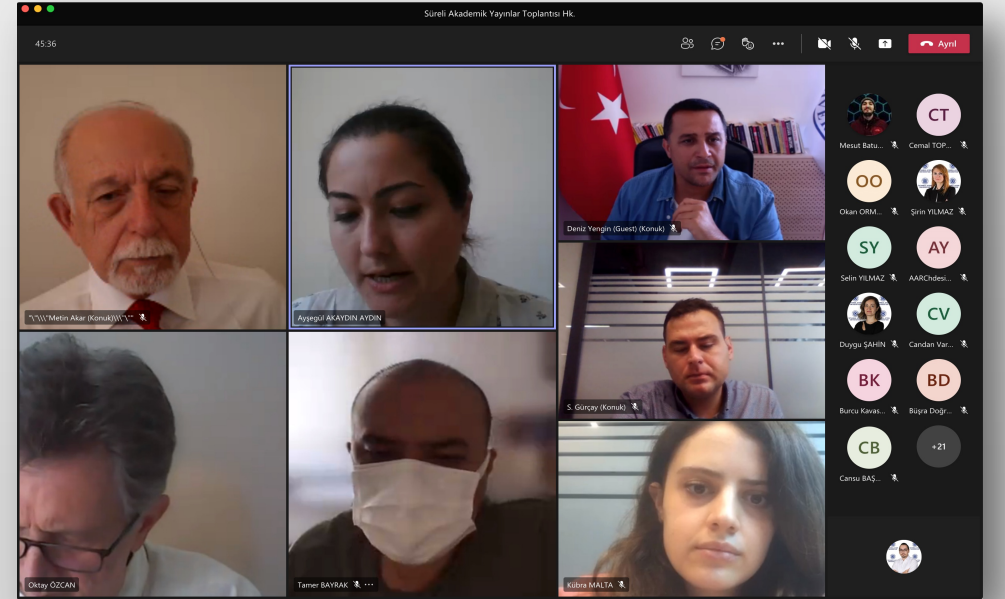 Süreli Akademik Yayınlar Toplantısı Hk.
45:36
Ayrıl
"\"\\\"Metin Akar (Konuk)\\\"\""
Ayşegül AKAYDIN AYDIN
Deniz Yengin (Guest) (Konuk)
S. Gürçay (Konuk)
Oktay ÖZCAN
Tamer BAYRAK
Kübra MALTA
Mesut Batu...
CT
Cemal TOP...
OO
Okan ORM...
Şirin YILMAZ
SY
Selin YILMAZ
AY
AARChdesi...
Duygu ŞAHİN
CV
Candan Var...
BK
Burcu Kavas...
BD
Büşra Doğr...
CB
Cansu BAŞ...
+21